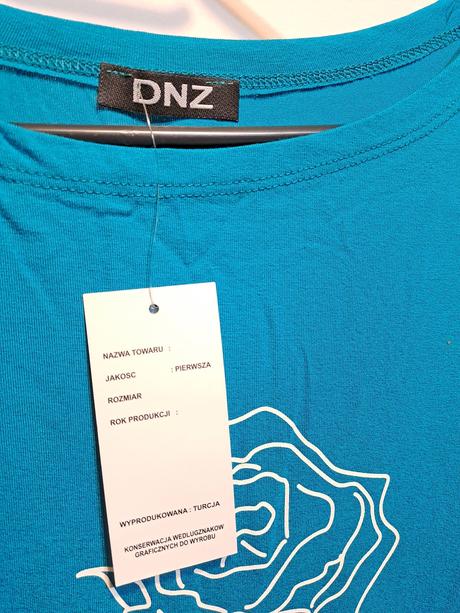 DNZ
NAZWA TOWARU :
JAKOSC : PIERWSZA
ROZMIAR
ROK PRODUKCJI :
WYPRODUKOWANA : TURCJA
KONSERWACJA WEDLUGZNAKOW
GRAFICZNYCH DO WYROBU